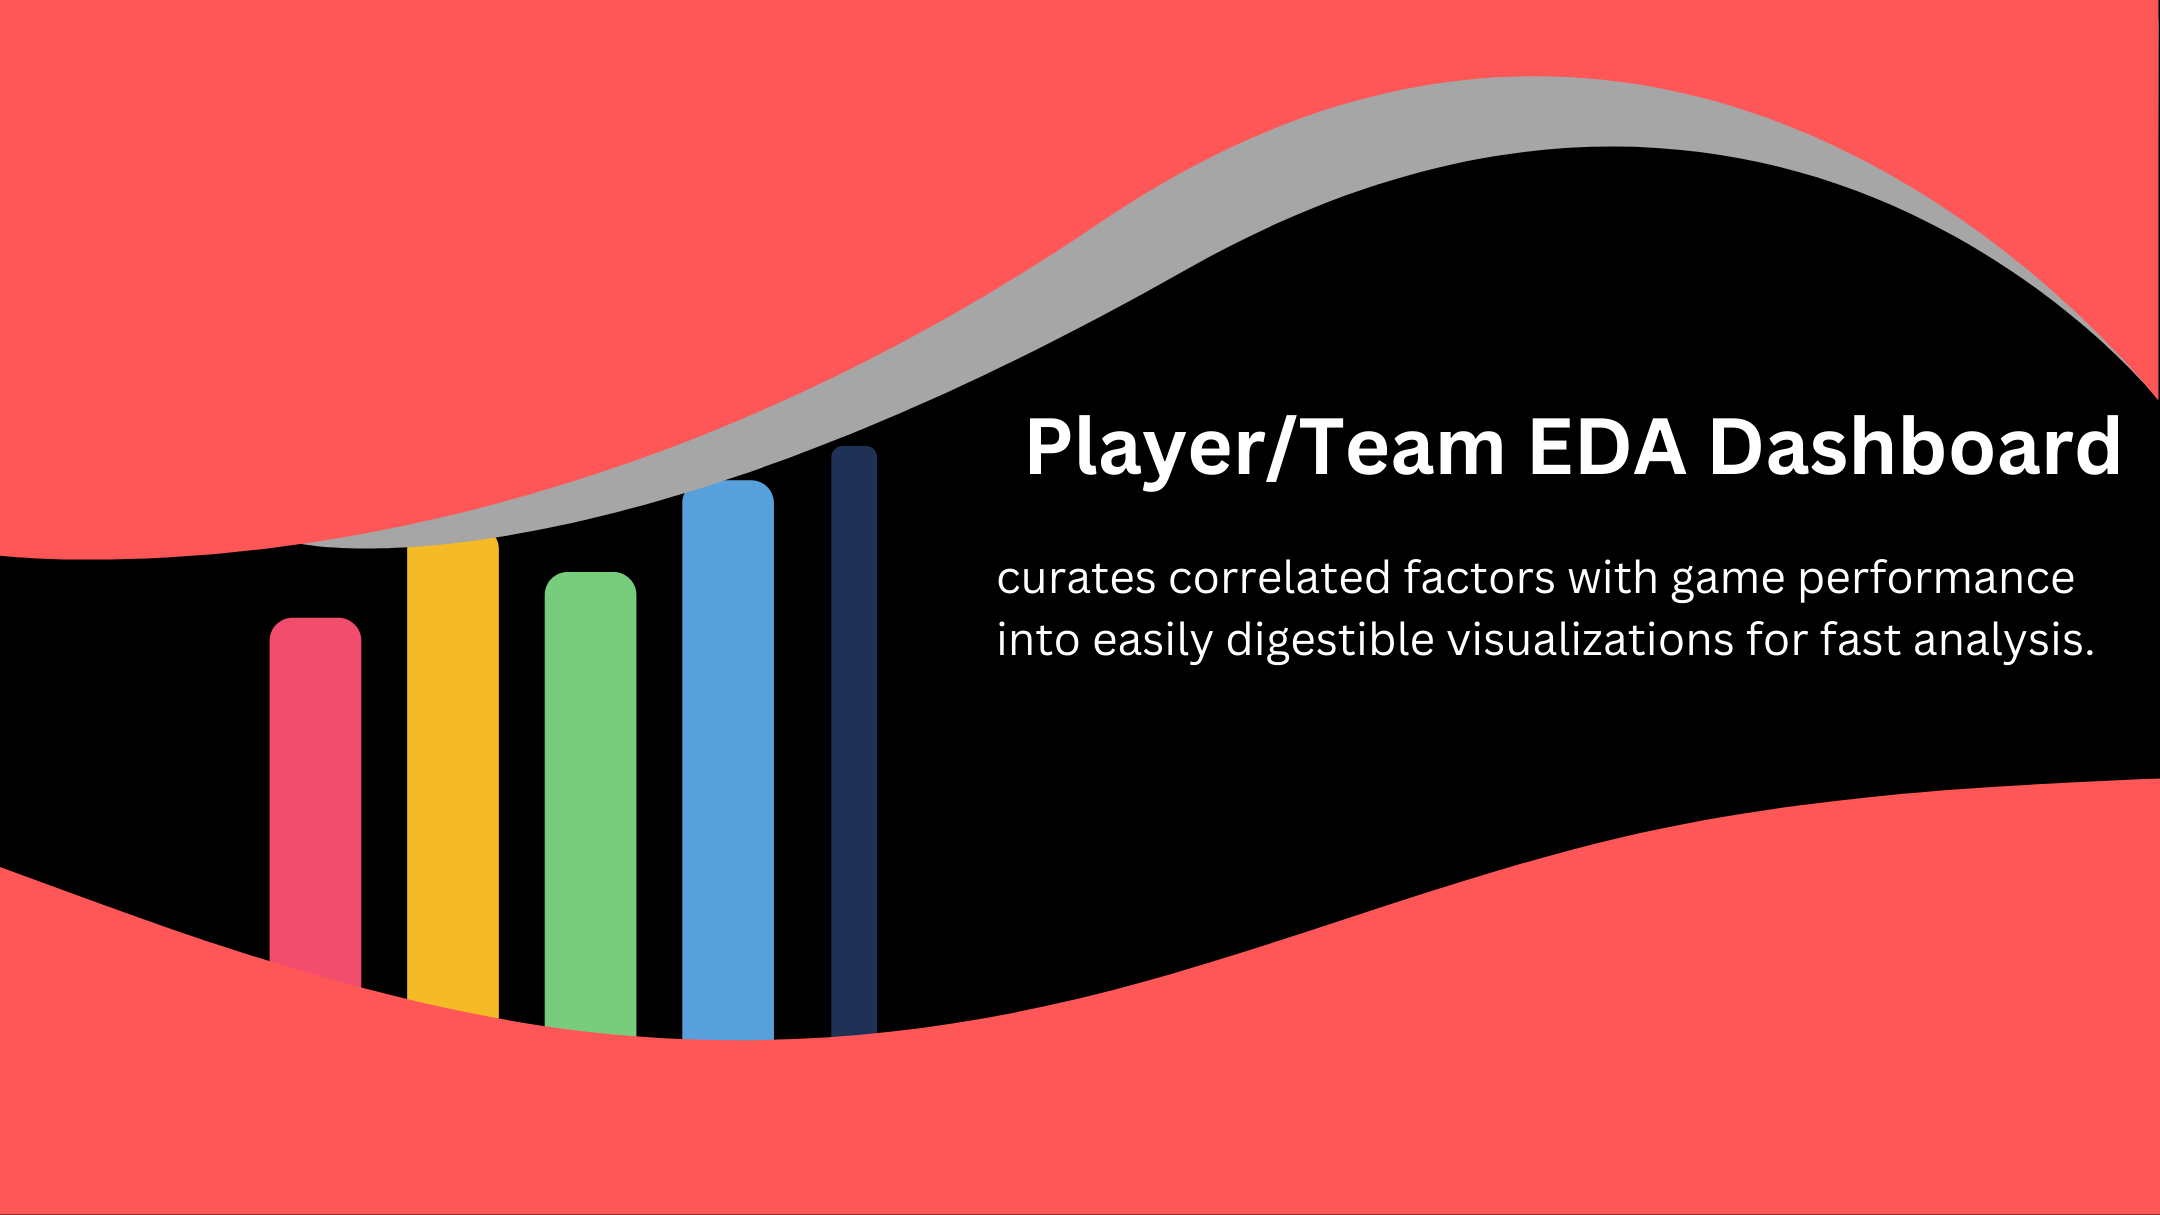 Player/Team EDA Dashboard
curates correlated factors with game performance
into easily digestible visualizations for fast analysis.